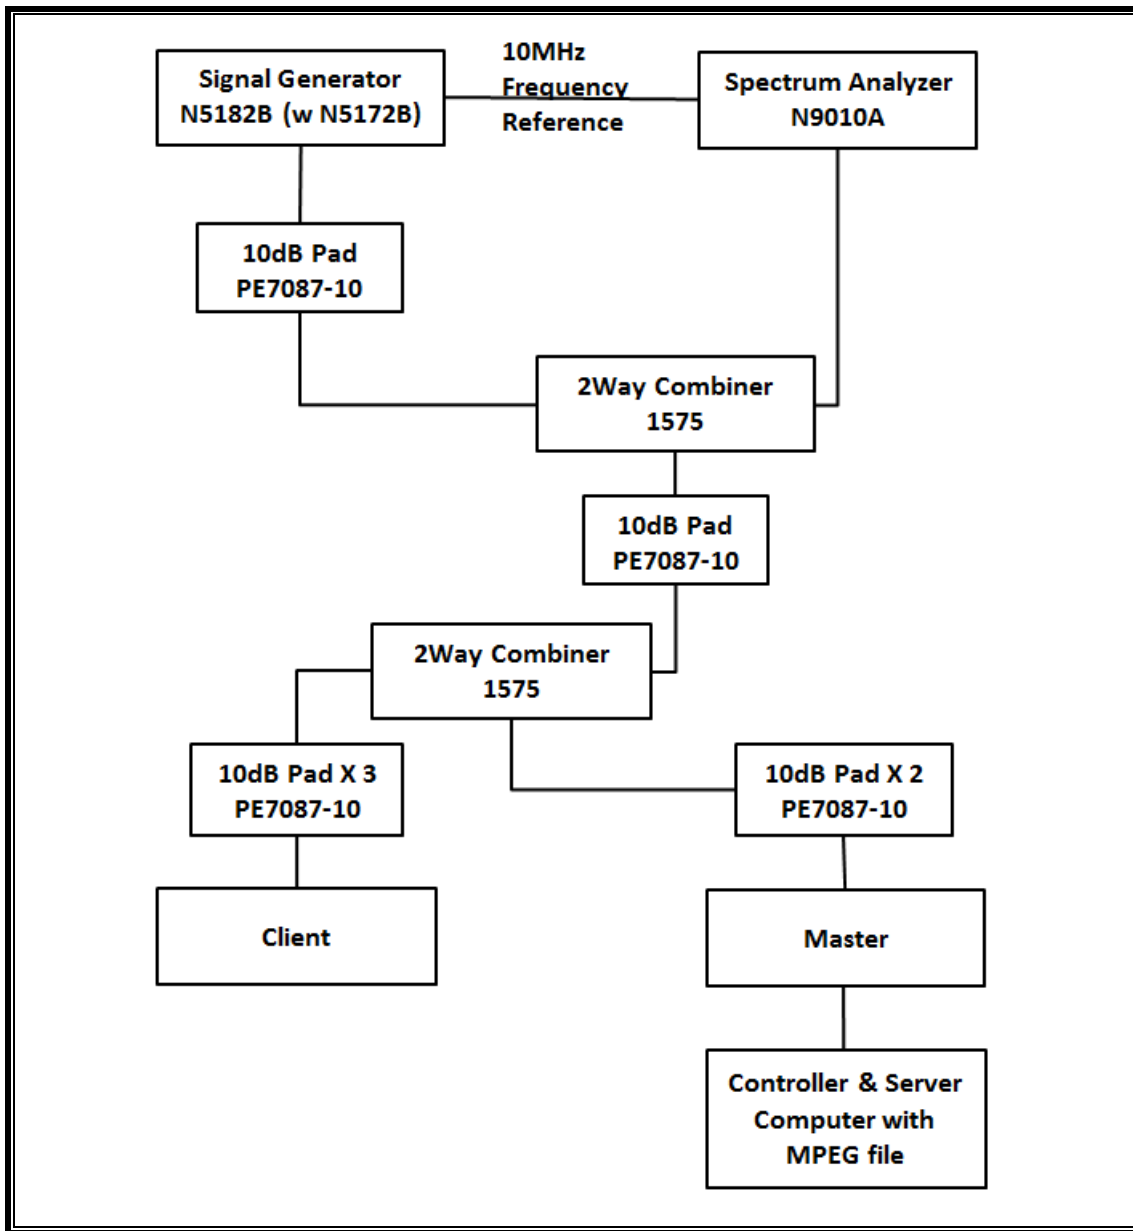 Signal Generator
N5182B (w N5172B)
10MHz
Frequency
Reference
Spectrum Analyzer
N9010A
10dB Pad
PE7087-10
2Way Combiner
1575
10dB Pad
PE7087-10
2Way Combiner
1575
10dB Pad X 3
PE7087-10
10dB Pad X 2
PE7087-10
Client
Master
Controller & Server
Computer with
MPEG file